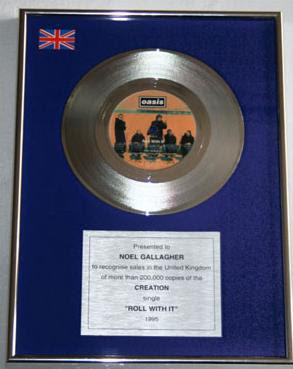 oasis
Presented to
NOEL GALLAGHER
to recognise sales in the United Kingdom
of more than 200,000 copies of the
CREATION
single
"ROLL WITH IT"
1995